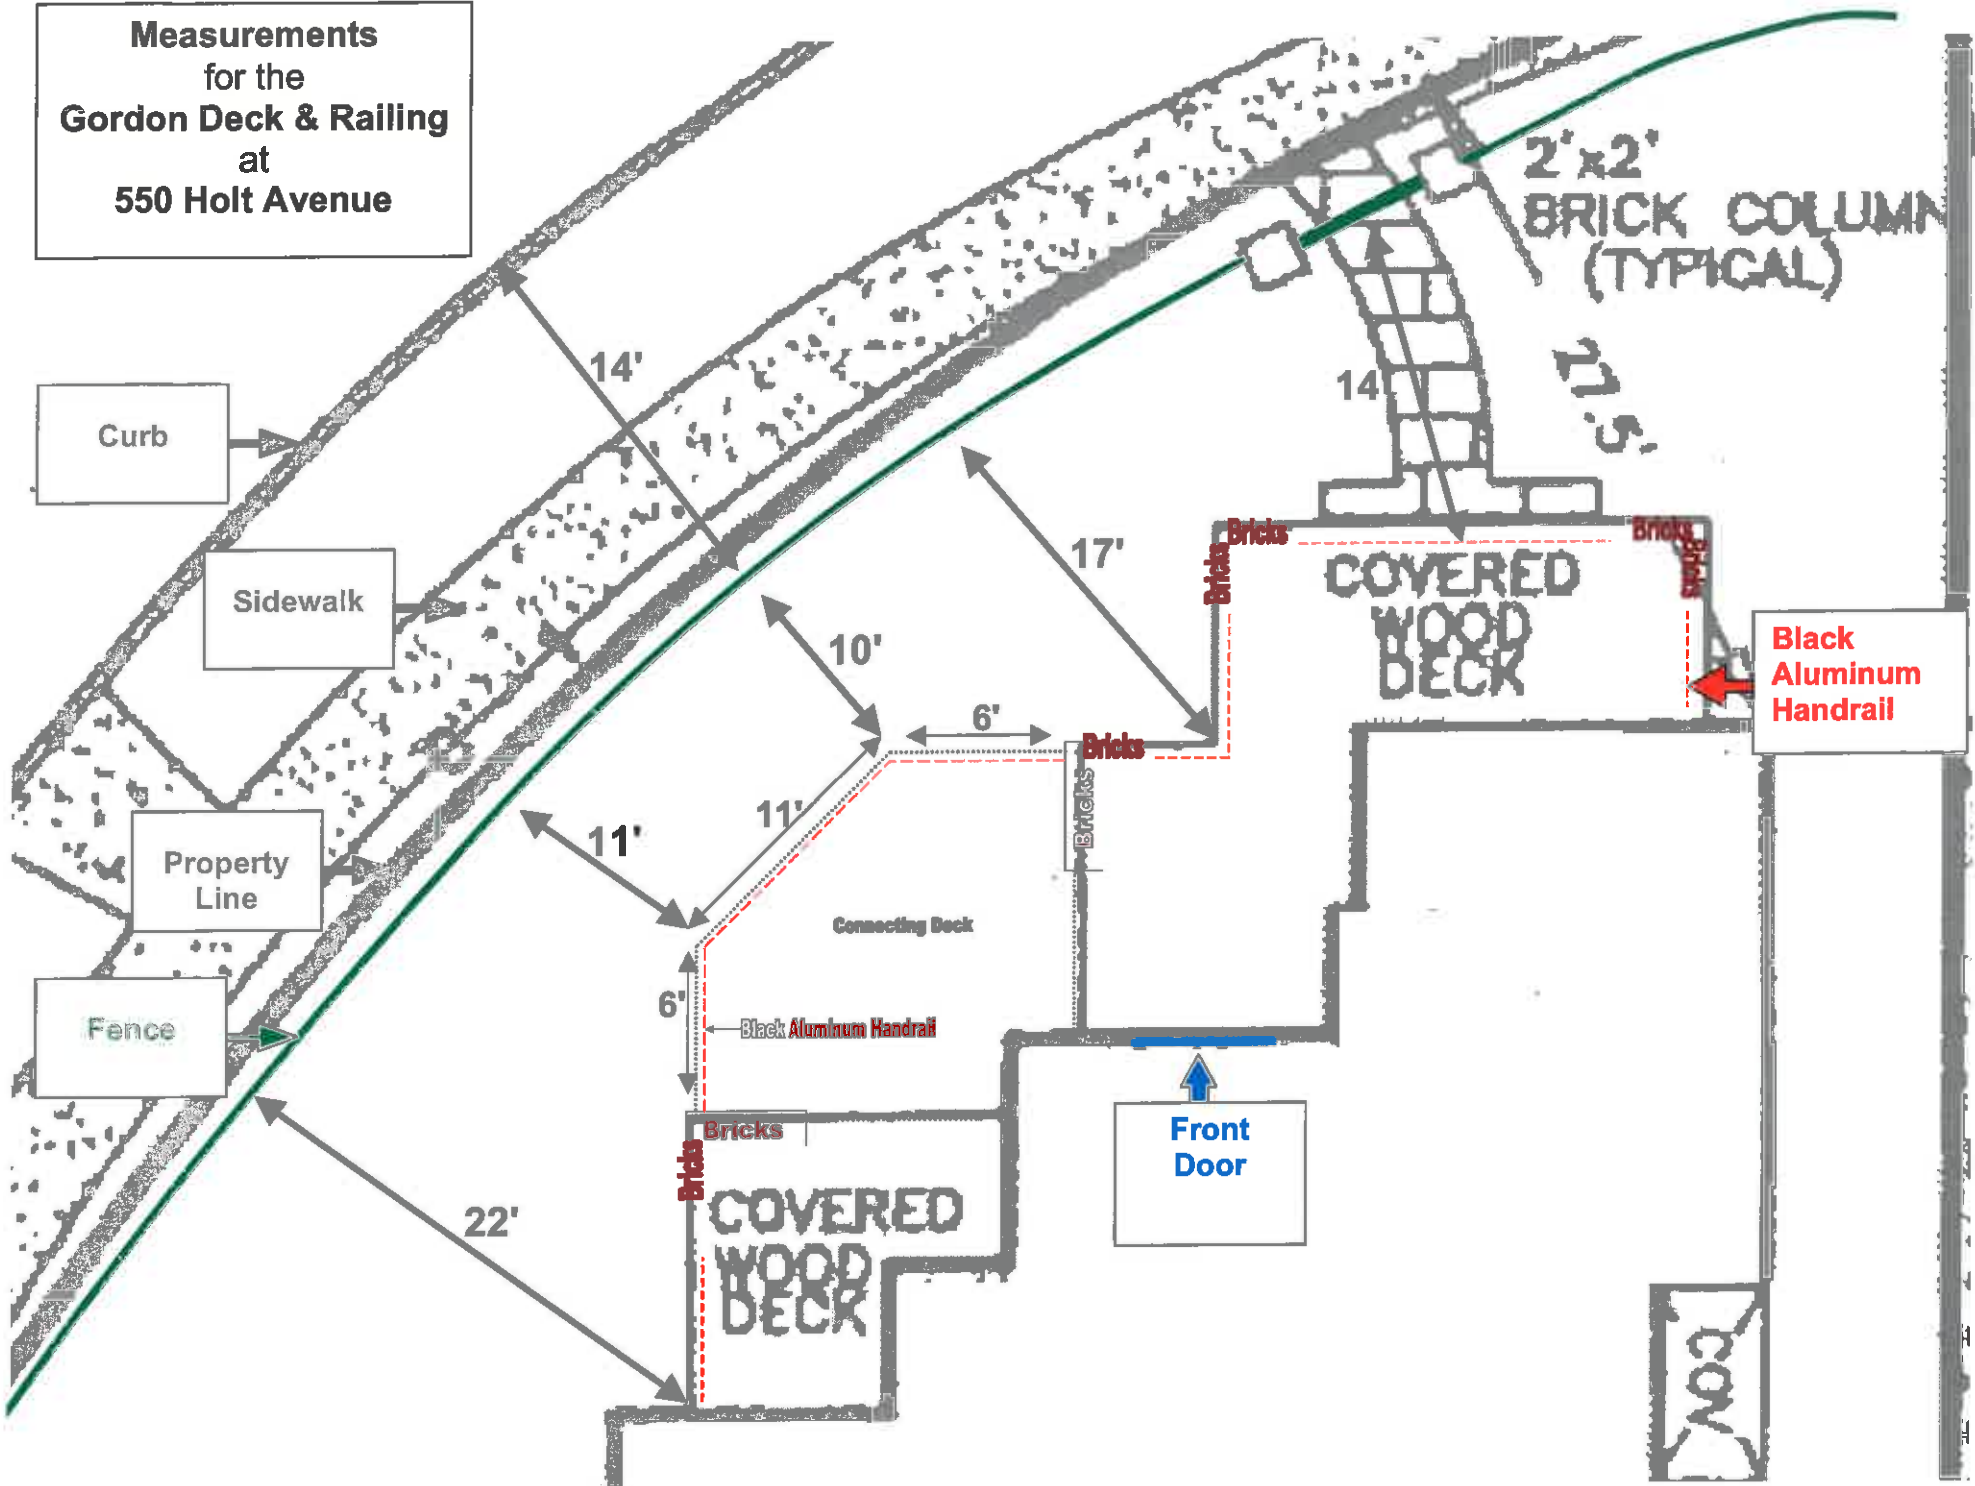 Measurements
for the
Gordon Deck & Railing
at
550 Holt Avenue
2'x2'
BRICK COLUMN
(TYPICAL)
14'
14'
27.5'
Curb
Bricks
Bricks
Bricks
Bricks
17'
COVERED
WOOD
DECK
Sidewalk
10'
Black
Aluminum
Handrail
6'
Bricks
Bricks
11'
11'
Property
Line
Connecting Deck
6'
Black Aluminum Handrail
Fence
Front
Door
Bricks
Bricks
22'
COVERED
WOOD
DECK
COV